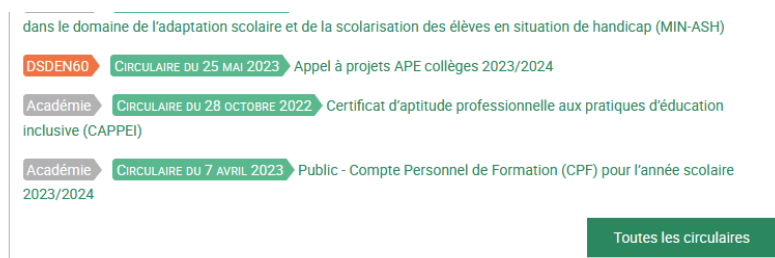 dans le domaine de l'adaptation scolaire et de la scolarisation des élèves en situation de handicap (MIN-ASH)
DSDEN60 CIRCULAIRE DU 25 MAI 2023 Appel à projets APE collèges 2023/2024
Académie CIRCULAIRE DU 28 OCTOBRE 2022 Certificat d'aptitude professionnelle aux pratiques d'éducation
inclusive (CAPPEI)
Académie CIRCULAIRE DU 7 AVRIL 2023 Public - Compte Personnel de Formation (CPF) pour l'année scolaire
2023/2024
Toutes les circulaires